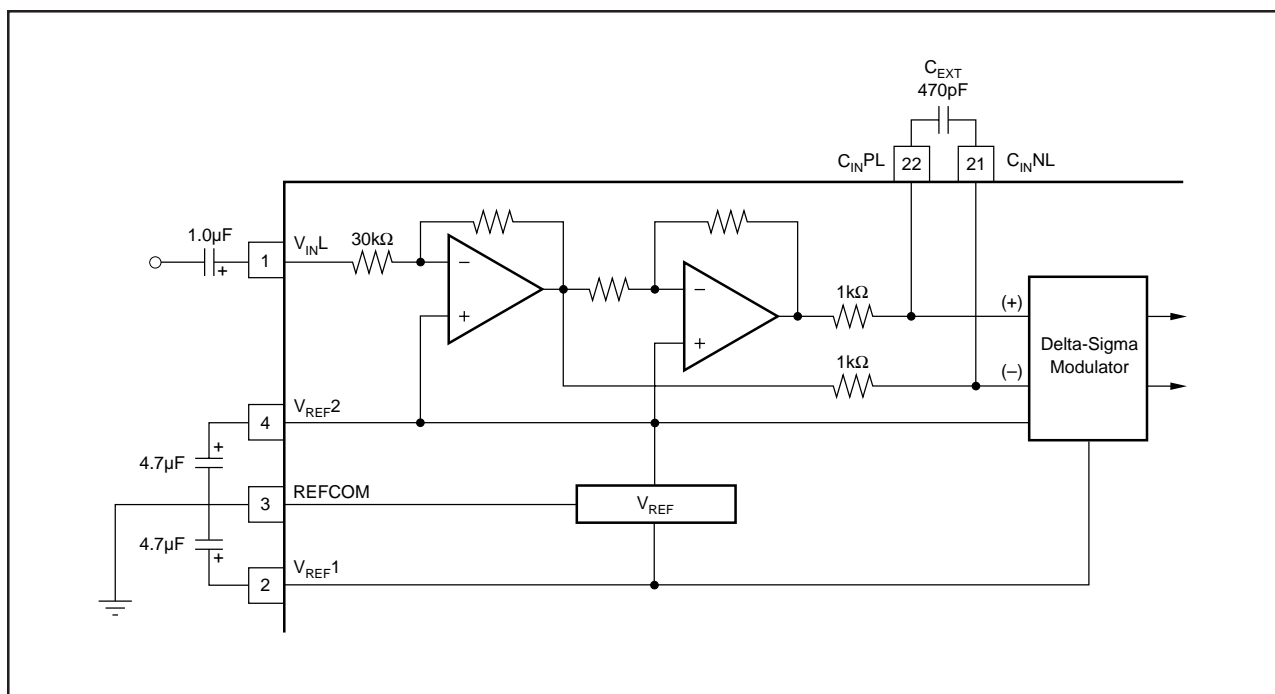 C_EXT
470pF
C_INPL
22
21
C_INNL
1.0µF
+
1
V_INL
30kΩ
−
+
−
+
1kΩ
(+)
1kΩ
(–)
Delta-Sigma
Modulator
4
V_REF2
+
4.7µF
3
REFCOM
V_REF
4.7µF
+
2
V_REF1